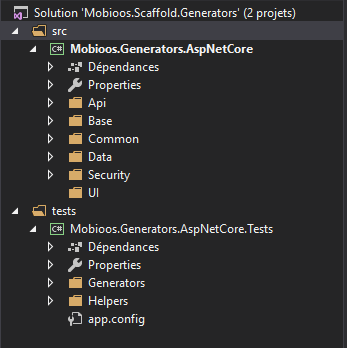 Solution 'Mobioos.Scaffold.Generators' (2 projets)
src
C# Mobioos.Generators.AspNetCore
Dépendances
Properties
Api
Base
Common
Data
Security
UI
tests
C# Mobioos.Generators.AspNetCore.Tests
Dépendances
Properties
Generators
Helpers
app.config